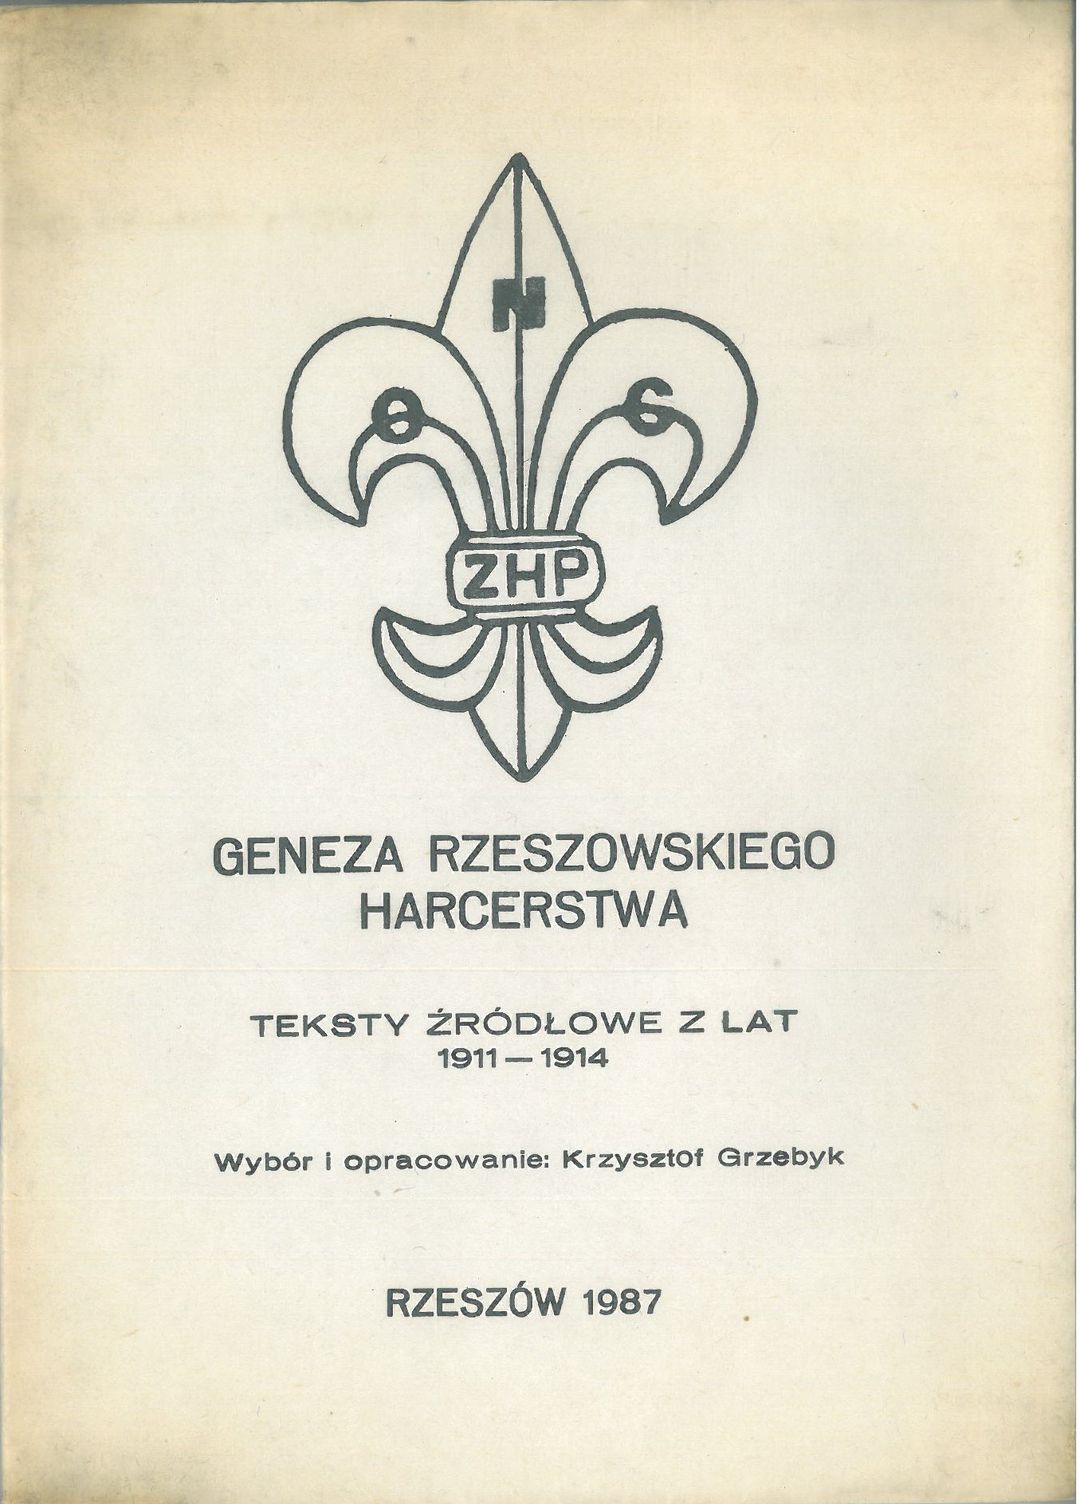 N
O C
ZHP
GENEZA RZESZOWSKIEGO
HARCERSTWA
TEKSTY ŹRÓDŁOWE Z LAT
1911 — 1914
Wybór i opracowanie: Krzysztof Grzebyk
RZESZÓW 1987